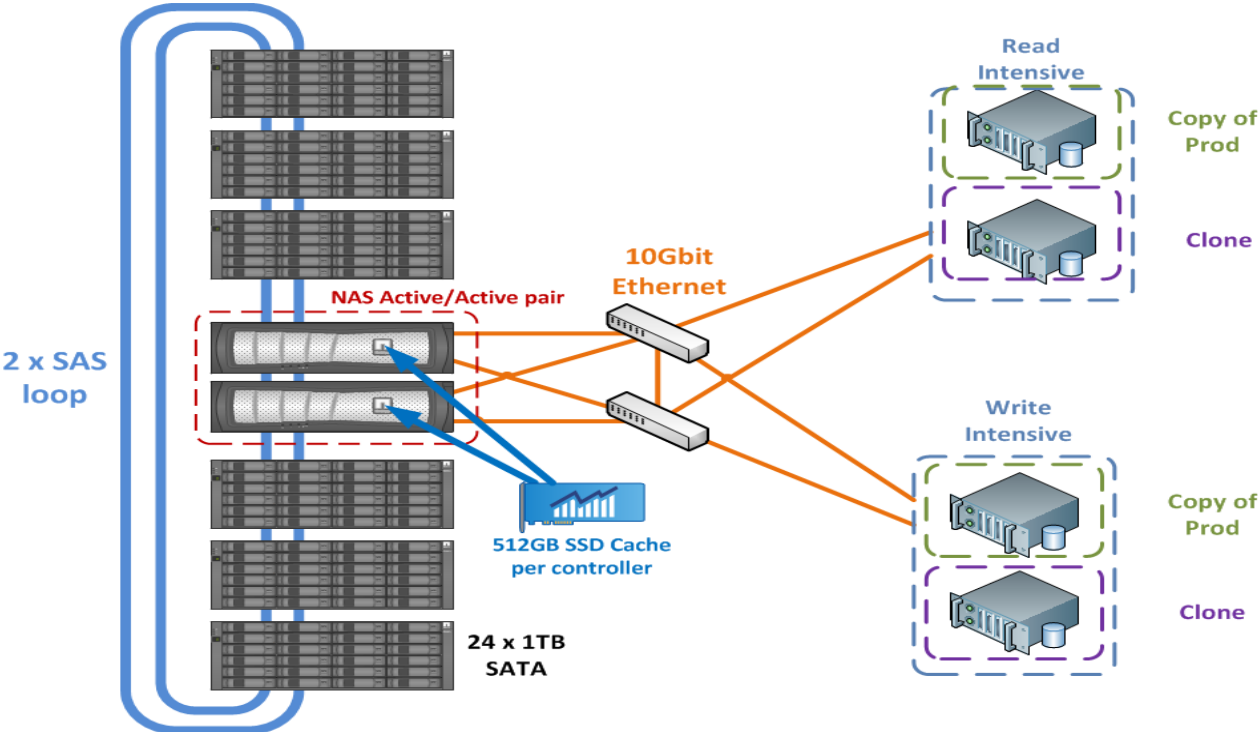 Read
Intensive
Copy of
Prod
Clone
10Gbit
Ethernet
NAS Active/Active pair
2 x SAS
loop
Write
Intensive
Copy of
Prod
512GB SSD Cache
per controller
Clone
24 x 1TB
SATA